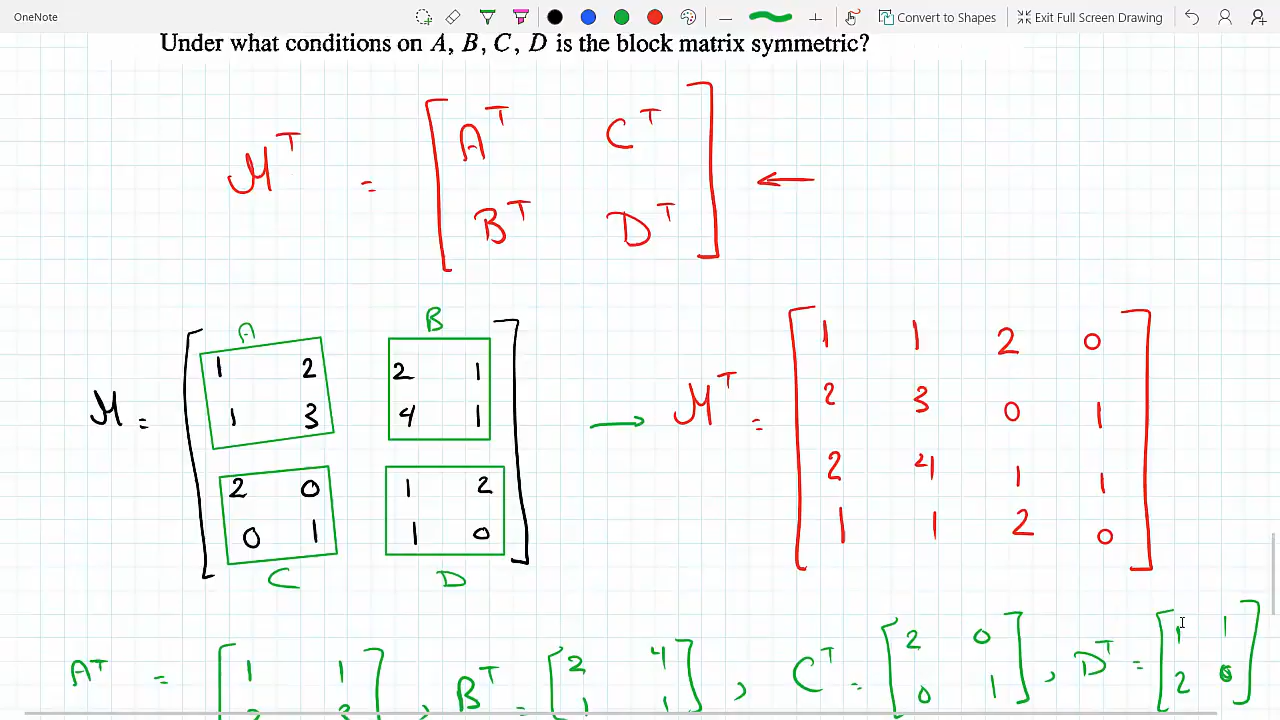 OneNote
Convert to Shapes
Exit Full Screen Drawing
Under what conditions on A, B, C, D is the block matrix symmetric?
M^T = [ A^T C^T
B^T D^T ] ←
A B
M = [ 1 2 2 1
1 3 4 1
2 0 1 2
0 1 1 0 ]
C D
→ M^T = [ 1 1 2 0
2 3 0 1
2 4 1 1
1 1 2 0 ]
A^T = [ 1 1
B^T = [ 2 4
1 1 ] ,
C^T = [ 2 0
0 1 ] ,
D^T = [ 1 1
2 0 ]